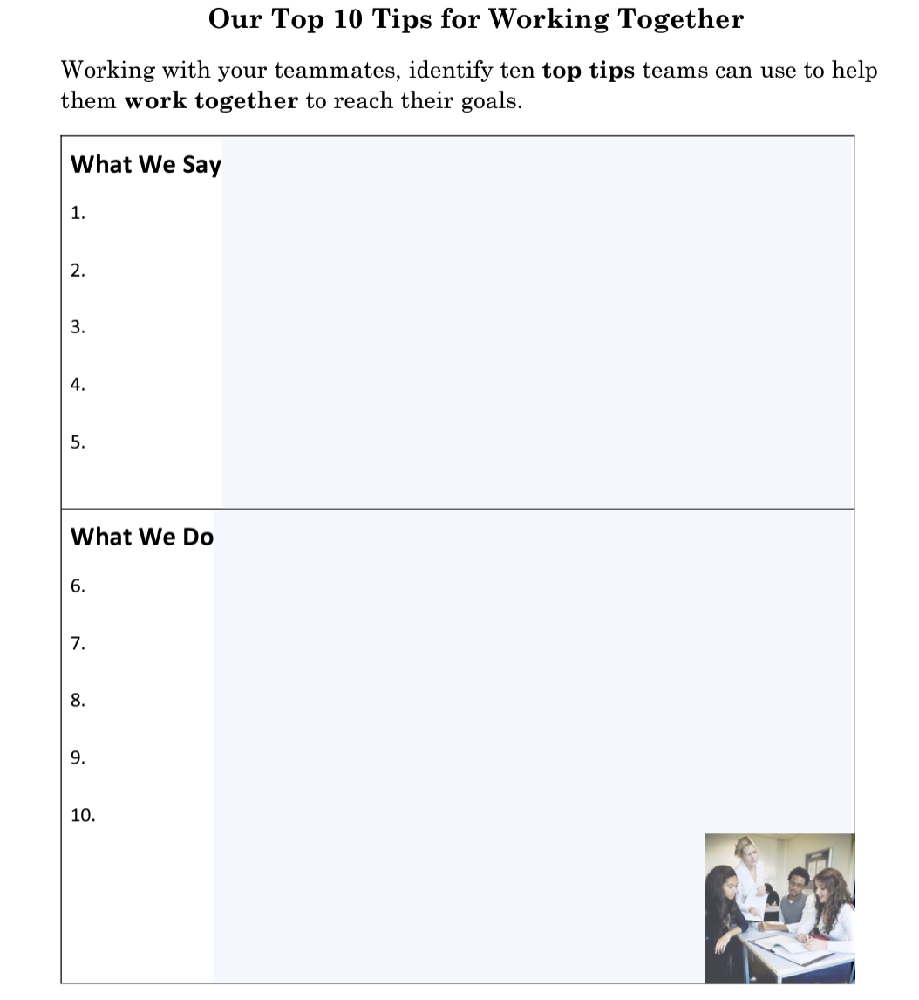 Our Top 10 Tips for Working Together
Working with your teammates, identify ten top tips teams can use to help
them work together to reach their goals.
What We Say
1.
2.
3.
4.
5.
What We Do
6.
7.
8.
9.
10.